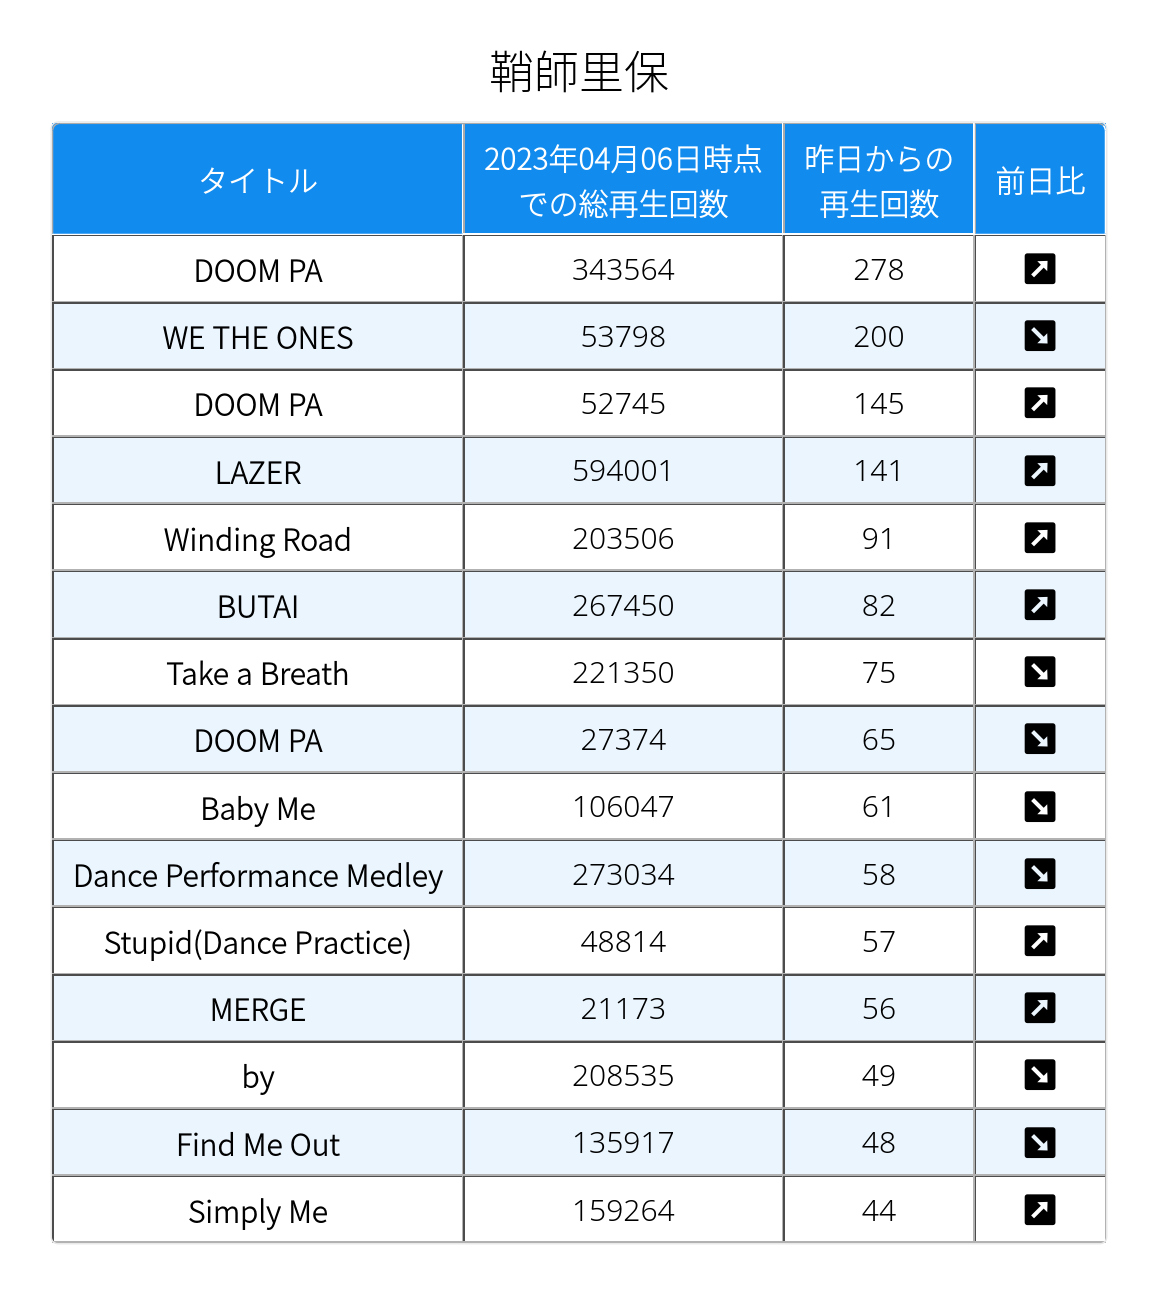 鞘師里保
タイトル
2023年04月06日時点
での総再生回数
昨日からの
再生回数
前日比
DOOM PA 343564 278 ↗
WE THE ONES 53798 200 ↘
DOOM PA 52745 145 ↗
LAZER 594001 141 ↗
Winding Road 203506 91 ↗
BUTAI 267450 82 ↗
Take a Breath 221350 75 ↘
DOOM PA 27374 65 ↘
Baby Me 106047 61 ↘
Dance Performance Medley 273034 58 ↘
Stupid(Dance Practice) 48814 57 ↗
MERGE 21173 56 ↗
by 208535 49 ↘
Find Me Out 135917 48 ↘
Simply Me 159264 44 ↗